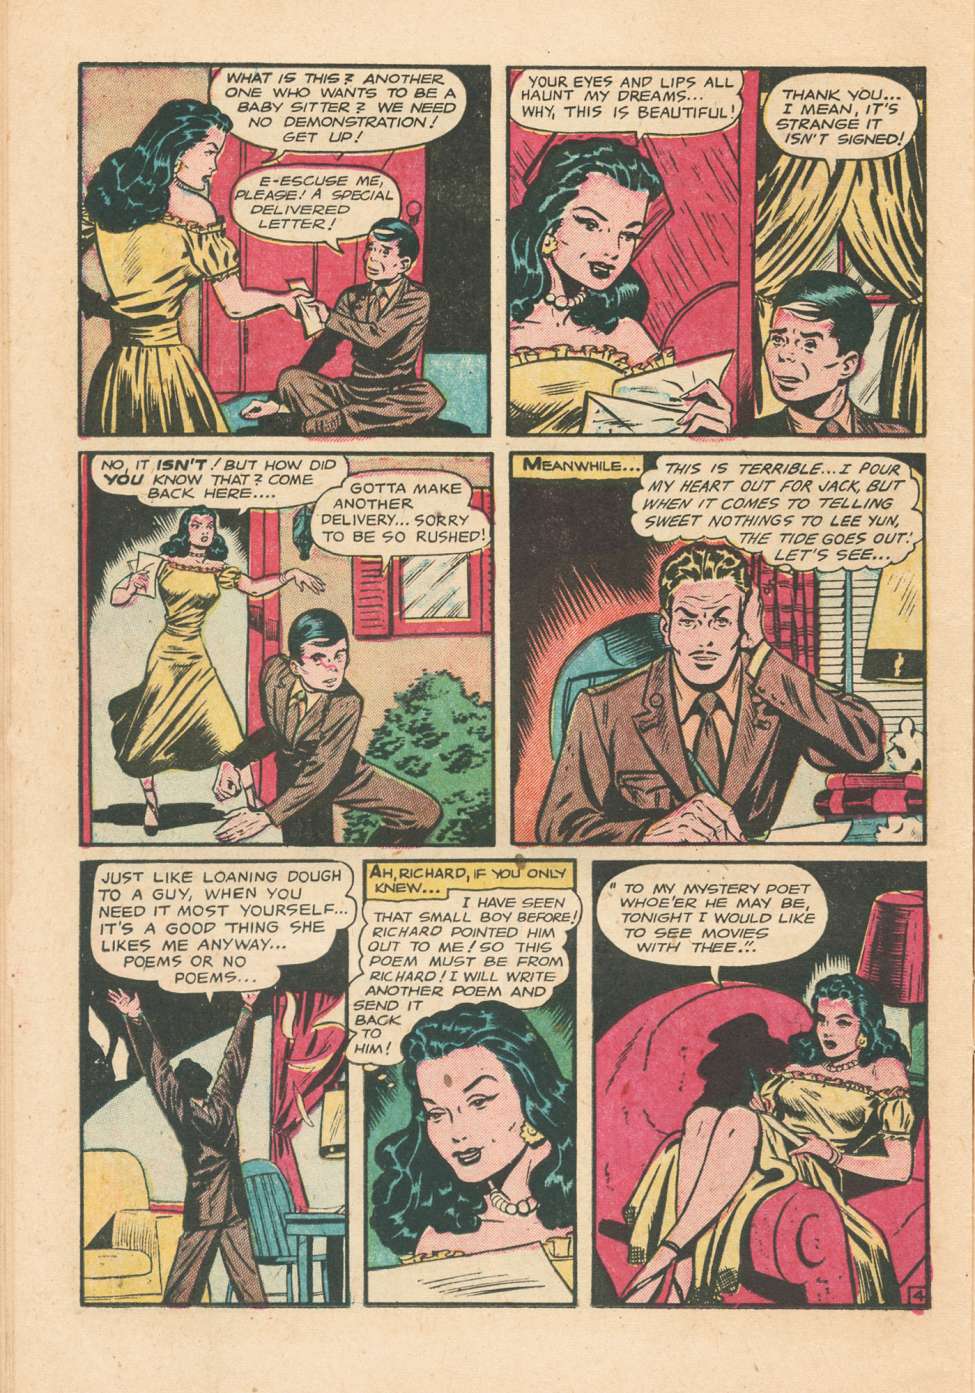 WHAT IS THIS? ANOTHER
ONE WHO WANTS TO BE A
BABY SITTER? WE NEED
NO DEMONSTRATION!
GET UP!
E-ESCUSE ME,
PLEASE! A SPECIAL
DELIVERED
LETTER!
YOUR EYES AND LIPS ALL
HAUNT MY DREAMS...
WHY, THIS IS BEAUTIFUL!
THANK YOU...
I MEAN, IT'S
STRANGE IT
ISN'T SIGNED!
NO, IT ISN'T! BUT HOW DID
YOU KNOW THAT? COME
BACK HERE....
GOTTA MAKE
ANOTHER
DELIVERY... SORRY
TO BE SO RUSHED!
MEANWHILE...
THIS IS TERRIBLE...I POUR
MY HEART OUT FOR JACK, BUT
WHEN IT COMES TO TELLING
SWEET NOTHINGS TO LEE YUN,
THE TIDE GOES OUT!
LET'S SEE...
JUST LIKE LOANING DOUGH
TO A GUY, WHEN YOU
NEED IT MOST YOURSELF...
IT'S A GOOD THING SHE
LIKES ME ANYWAY...
POEMS OR NO
POEMS...
AH, RICHARD, IF YOU ONLY
KNEW...
I HAVE SEEN
THAT SMALL BOY BEFORE!
RICHARD POINTED HIM
OUT TO ME! SO THIS
POEM MUST BE FROM
RICHARD! I WILL WRITE
ANOTHER POEM AND
SEND IT
BACK
TO
HIM!
"TO MY MYSTERY POET
WHOE'ER HE MAY BE,
TONIGHT I WOULD LIKE
TO SEE MOVIES
WITH THEE."
4